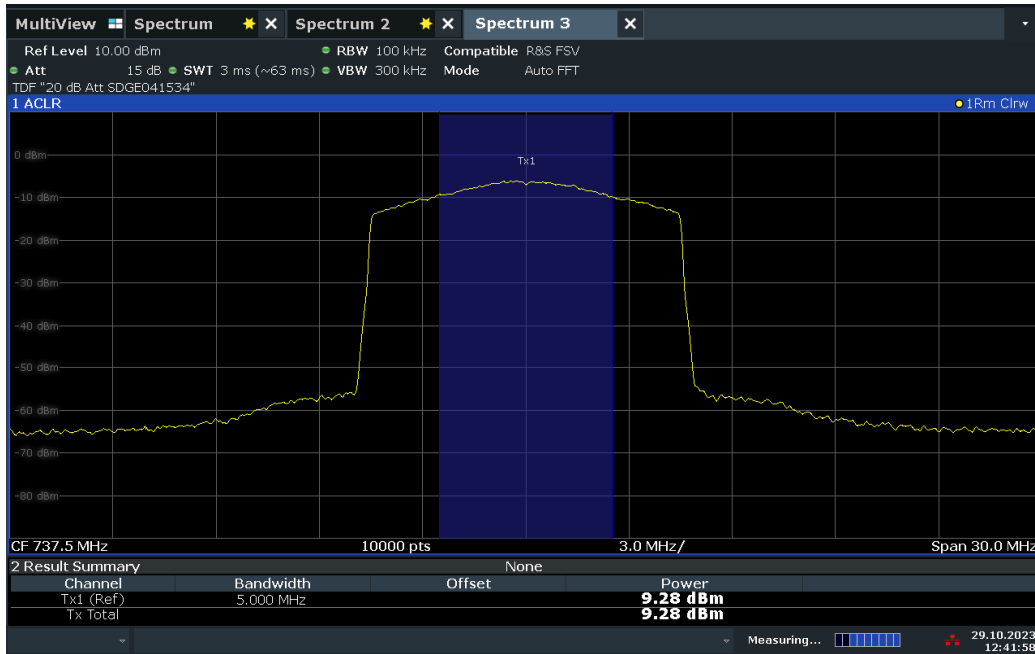 MultiView Spectrum Spectrum 2 Spectrum 3
Ref Level 10.00 dBm RBW 100 kHz Compatible R&S FSV
Att 15 dB SWT 3 ms (~63 ms) VBW 300 kHz Mode Auto FFT
TDF "20 dB Att SDGE041534"
1 ACLR 1Rm Clrw
0 dBm
Tx1
-10 dBm
-20 dBm
-30 dBm
-40 dBm
-50 dBm
-60 dBm
-70 dBm
-80 dBm
CF 737.5 MHz 10000 pts 3.0 MHz/ Span 30.0 MHz
2 Result Summary None
Channel Bandwidth Offset Power
Tx1 (Ref) 5.000 MHz 9.28 dBm
Tx Total 9.28 dBm
Measuring... 29.10.2023
12:41:58